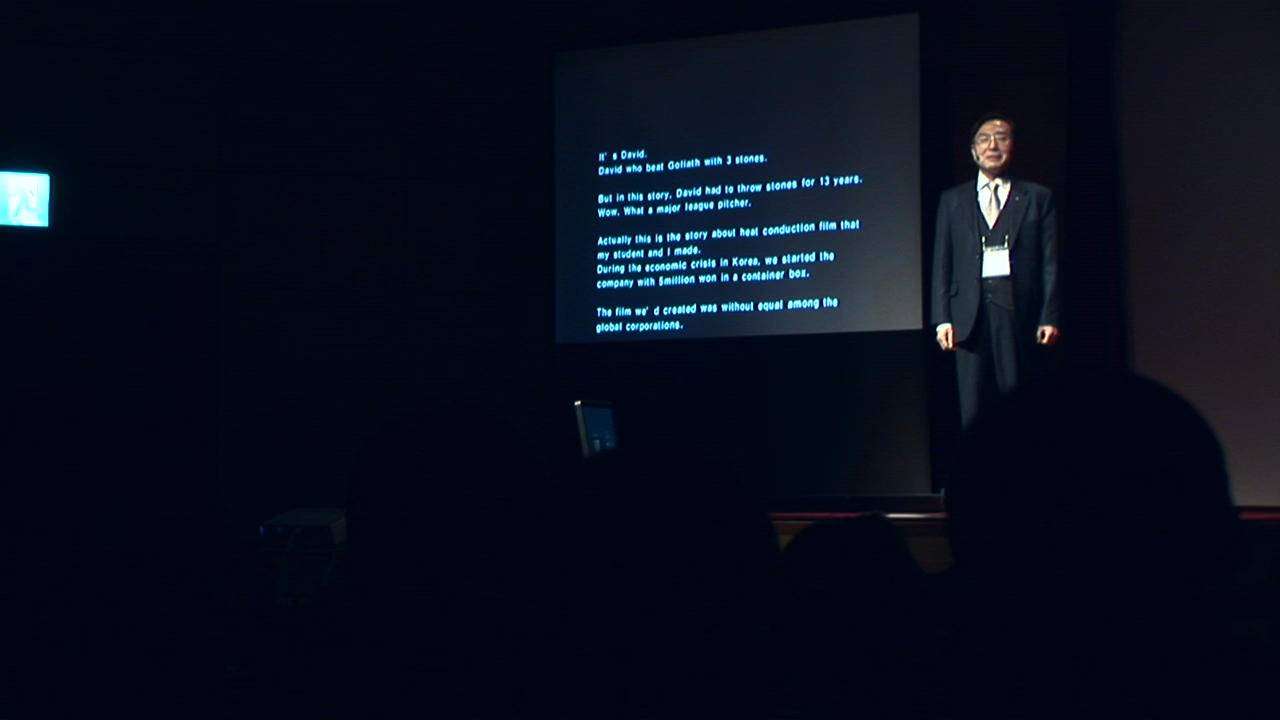 It' s David.
David who beat Goliath with 3 stones.
But in this story, David had to throw stones for 13 years.
Wow, What a major league pitcher.
Actually this is the story about heat conduction film that
my student and I made.
During the economic crisis in Korea, we started the
company with 5million won in a container box.
The film we' d created was without equal among the
global corporations.